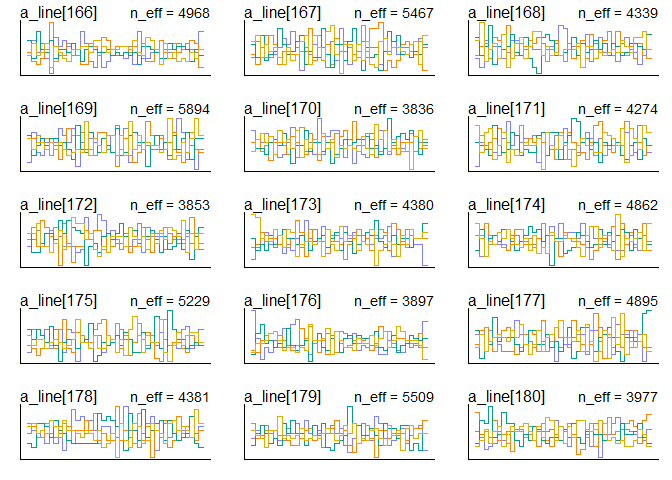 a_line[166] n_eff = 4968 a_line[167] n_eff = 5467 a_line[168] n_eff = 4339
a_line[169] n_eff = 5894 a_line[170] n_eff = 3836 a_line[171] n_eff = 4274
a_line[172] n_eff = 3853 a_line[173] n_eff = 4380 a_line[174] n_eff = 4862
a_line[175] n_eff = 5229 a_line[176] n_eff = 3897 a_line[177] n_eff = 4895
a_line[178] n_eff = 4381 a_line[179] n_eff = 5509 a_line[180] n_eff = 3977